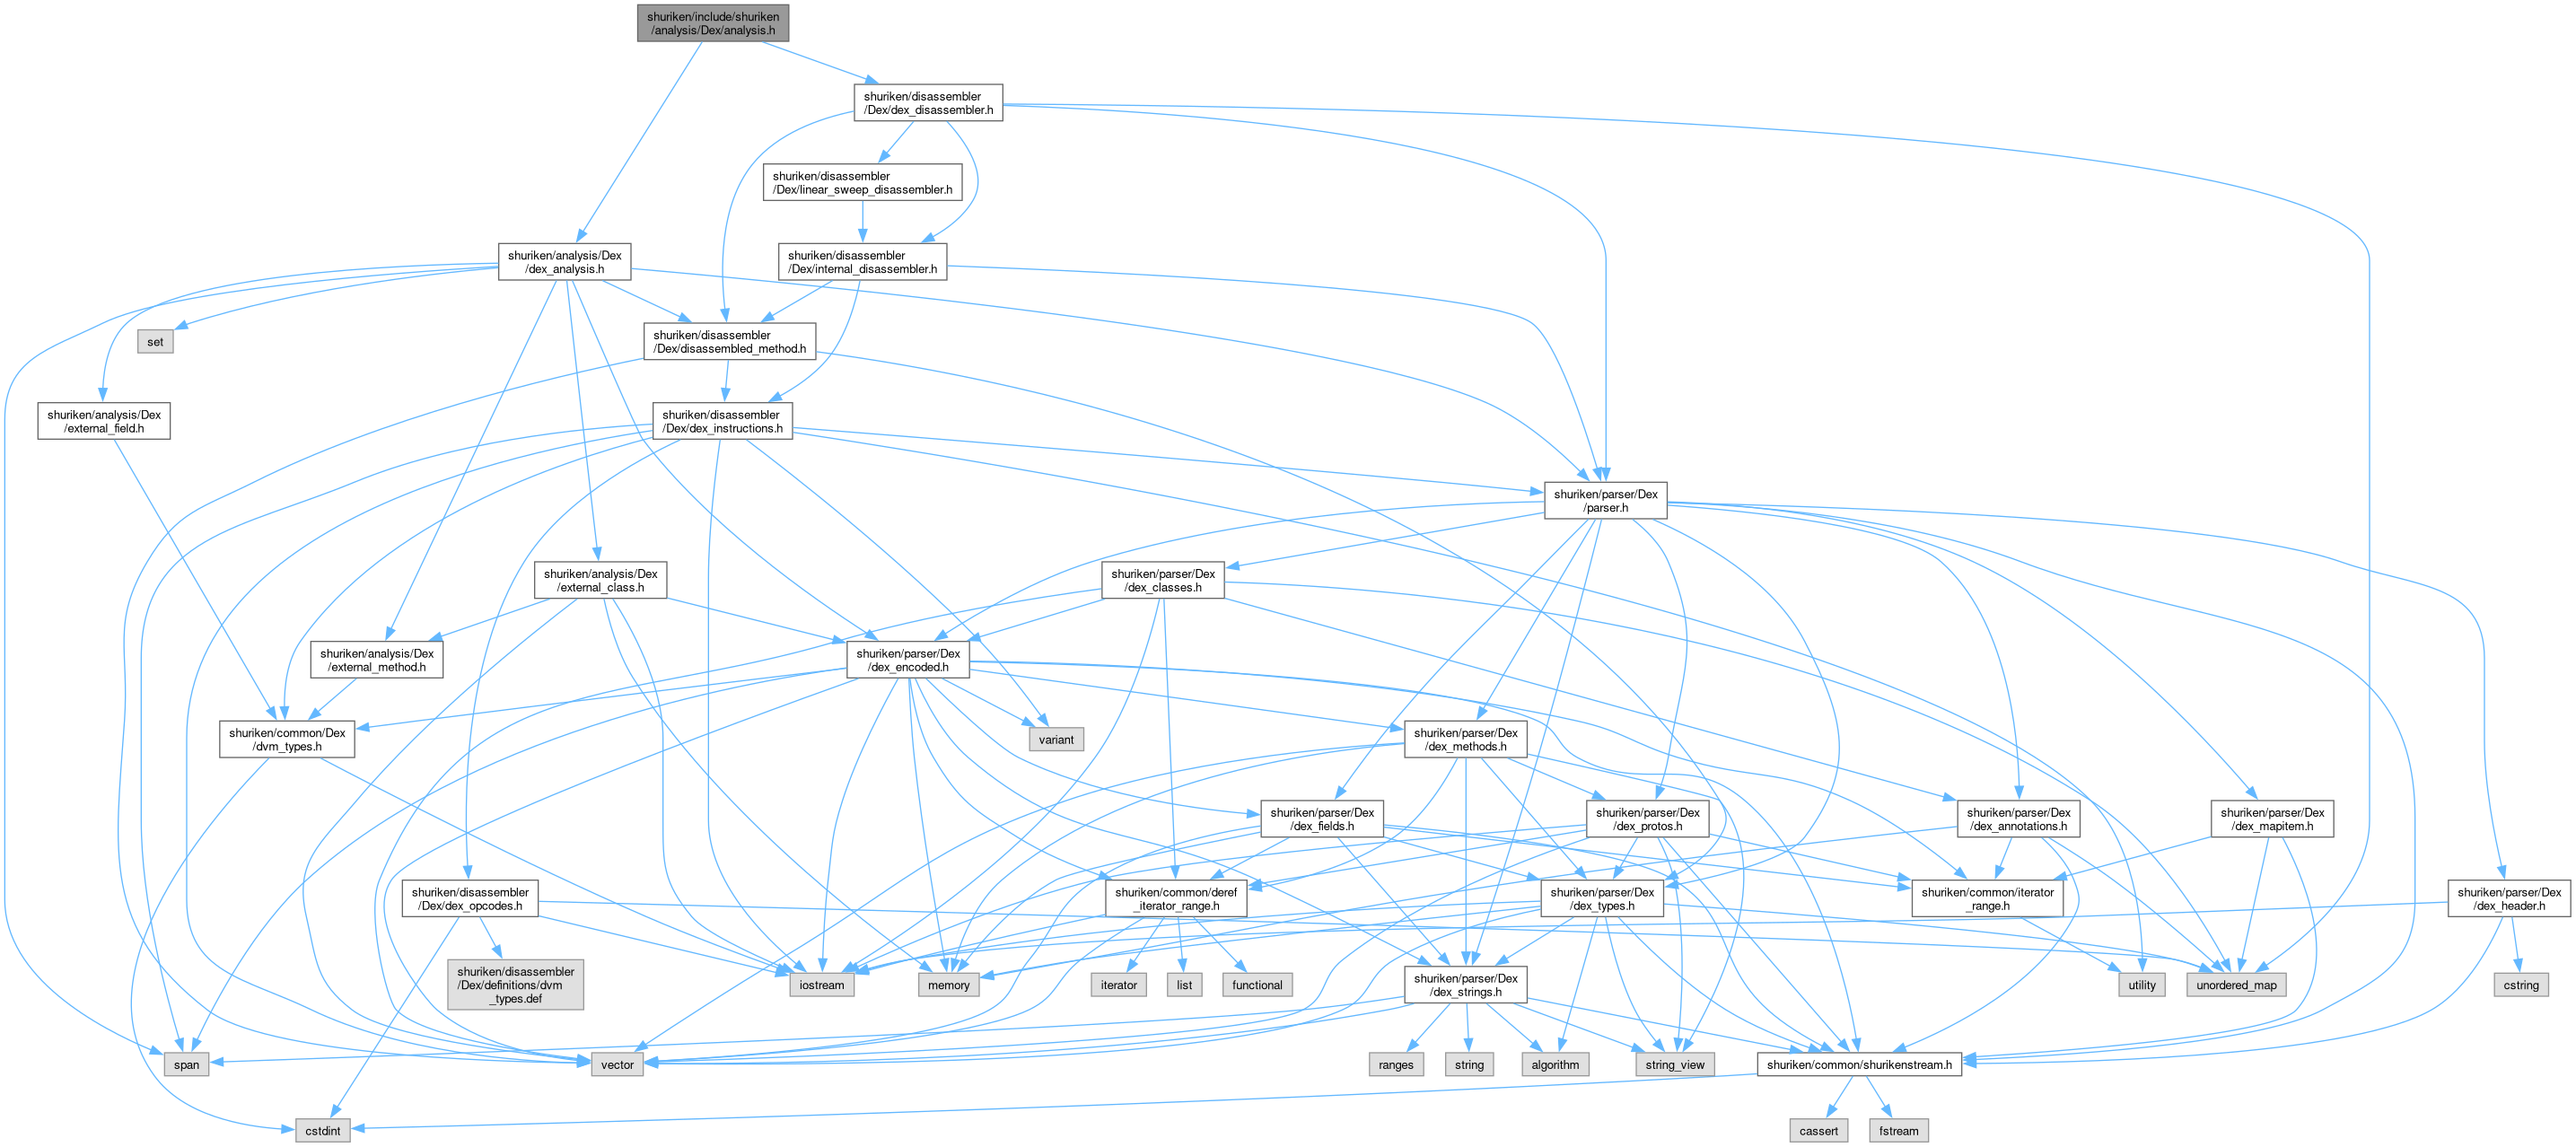 shuriken/include/shuriken
/analysis/Dex/analysis.h
shuriken/disassembler
/Dex/dex_disassembler.h
shuriken/disassembler
/Dex/linear_sweep_disassembler.h
shuriken/analysis/Dex
/dex_analysis.h
shuriken/disassembler
/Dex/internal_disassembler.h
set
shuriken/disassembler
/Dex/disassembled_method.h
shuriken/analysis/Dex
/external_field.h
shuriken/disassembler
/Dex/dex_instructions.h
shuriken/parser/Dex
/parser.h
shuriken/analysis/Dex
/external_class.h
shuriken/parser/Dex
/dex_classes.h
shuriken/analysis/Dex
/external_method.h
shuriken/parser/Dex
/dex_encoded.h
shuriken/common/Dex
/dvm_types.h
variant
shuriken/parser/Dex
/dex_methods.h
shuriken/parser/Dex
/dex_fields.h
shuriken/parser/Dex
/dex_protos.h
shuriken/parser/Dex
/dex_annotations.h
shuriken/parser/Dex
/dex_mapitem.h
shuriken/disassembler
/Dex/dex_opcodes.h
shuriken/common/deref
_iterator_range.h
shuriken/parser/Dex
/dex_types.h
shuriken/common/iterator
_range.h
shuriken/parser/Dex
/dex_header.h
shuriken/disassembler
/Dex/definitions/dvm
_types.def
iostream
memory
iterator
list
functional
shuriken/parser/Dex
/dex_strings.h
utility
unordered_map
cstring
span
vector
ranges
string
algorithm
string_view
shuriken/common/shurikenstream.h
cstdint
cassert
fstream